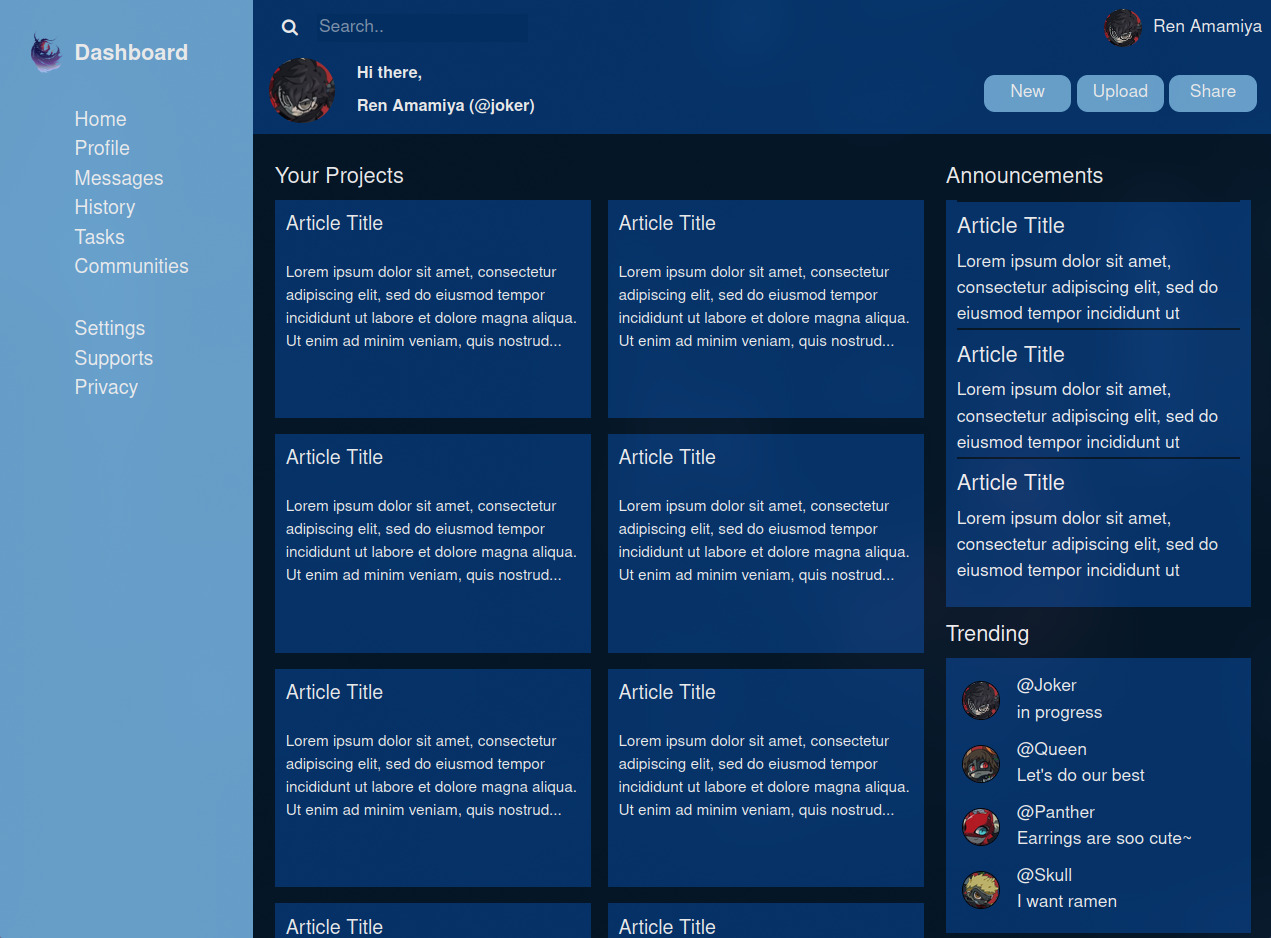 Dashboard
Home
Profile
Messages
History
Tasks
Communities
Settings
Supports
Privacy
Search..
Ren Amamiya
Hi there,
Ren Amamiya (@joker)
New
Upload
Share
Your Projects
Article Title
Lorem ipsum dolor sit amet, consectetur
adipiscing elit, sed do eiusmod tempor
incididunt ut labore et dolore magna aliqua.
Ut enim ad minim veniam, quis nostrud...
Article Title
Lorem ipsum dolor sit amet, consectetur
adipiscing elit, sed do eiusmod tempor
incididunt ut labore et dolore magna aliqua.
Ut enim ad minim veniam, quis nostrud...
Article Title
Lorem ipsum dolor sit amet, consectetur
adipiscing elit, sed do eiusmod tempor
incididunt ut labore et dolore magna aliqua.
Ut enim ad minim veniam, quis nostrud...
Article Title
Lorem ipsum dolor sit amet, consectetur
adipiscing elit, sed do eiusmod tempor
incididunt ut labore et dolore magna aliqua.
Ut enim ad minim veniam, quis nostrud...
Article Title
Lorem ipsum dolor sit amet, consectetur
adipiscing elit, sed do eiusmod tempor
incididunt ut labore et dolore magna aliqua.
Ut enim ad minim veniam, quis nostrud...
Article Title
Lorem ipsum dolor sit amet, consectetur
adipiscing elit, sed do eiusmod tempor
incididunt ut labore et dolore magna aliqua.
Ut enim ad minim veniam, quis nostrud...
Article Title
Article Title
Announcements
Article Title
Lorem ipsum dolor sit amet,
consectetur adipiscing elit, sed do
eiusmod tempor incididunt ut
Article Title
Lorem ipsum dolor sit amet,
consectetur adipiscing elit, sed do
eiusmod tempor incididunt ut
Article Title
Lorem ipsum dolor sit amet,
consectetur adipiscing elit, sed do
eiusmod tempor incididunt ut
Trending
@Joker
in progress
@Queen
Let's do our best
@Panther
Earrings are soo cute~
@Skull
I want ramen